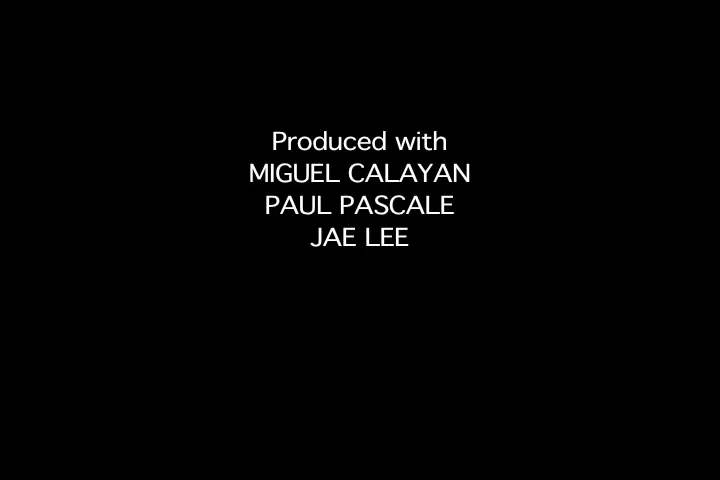 Produced with
MIGUEL CALAYAN
PAUL PASCALE
JAE LEE